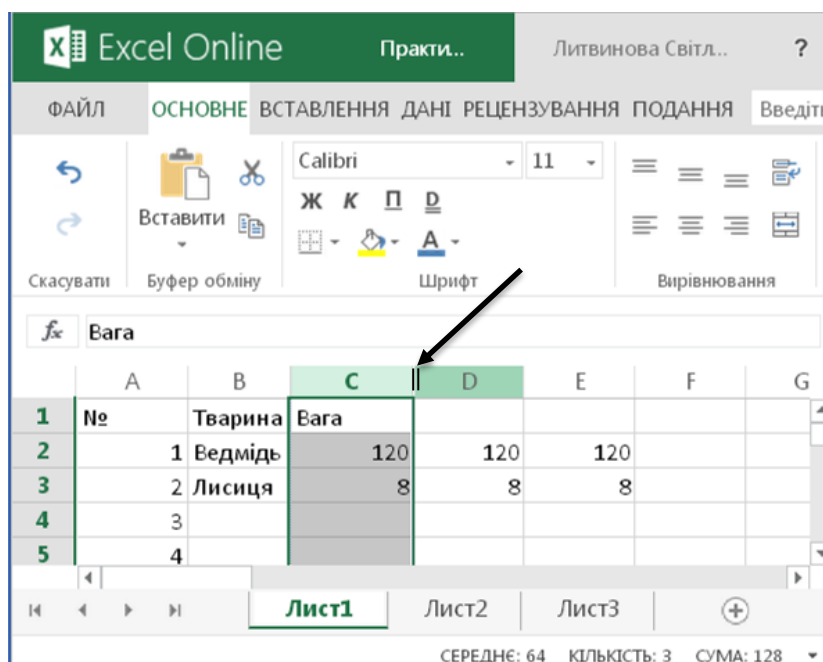 Excel Online Практи... Литвинова Світл... ?
ФАЙЛ ОСНОВНЕ ВСТАВЛЕННЯ ДАНІ РЕЦЕНЗУВАННЯ ПОДАННЯ Введіть
Calibri 11
Вставити Ж К П D
А
Скасувати Буфер обміну Шрифт Вирівнювання
fx Вага
A B C D E F G
1 № Тварина Вага
2 1 Ведмідь 120 120 120
3 2 Лисиця 8 8 8
4 3
5 4
Лист1 Лист2 Лист3
СЕРЕДНЄ: 64 КІЛЬКІСТЬ: 3 СУМА: 128